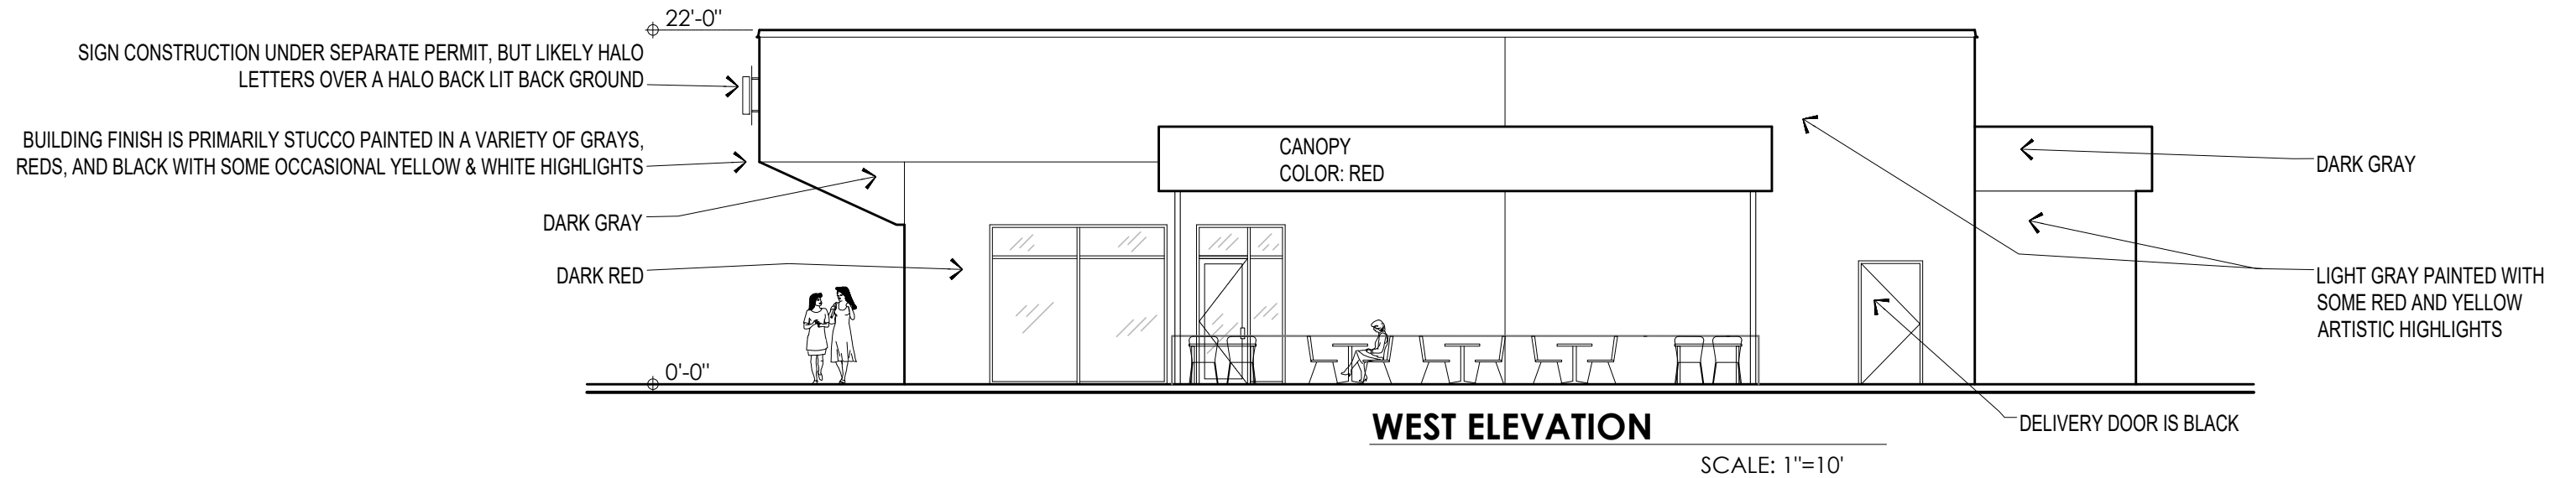 22'-0"
SIGN CONSTRUCTION UNDER SEPARATE PERMIT, BUT LIKELY HALO
LETTERS OVER A HALO BACK LIT BACK GROUND
BUILDING FINISH IS PRIMARILY STUCCO PAINTED IN A VARIETY OF GRAYS,
REDS, AND BLACK WITH SOME OCCASIONAL YELLOW & WHITE HIGHLIGHTS
DARK GRAY
DARK RED
0'-0"
CANOPY
COLOR: RED
DARK GRAY
LIGHT GRAY PAINTED WITH
SOME RED AND YELLOW
ARTISTIC HIGHLIGHTS
DELIVERY DOOR IS BLACK
WEST ELEVATION
SCALE: 1"=10'